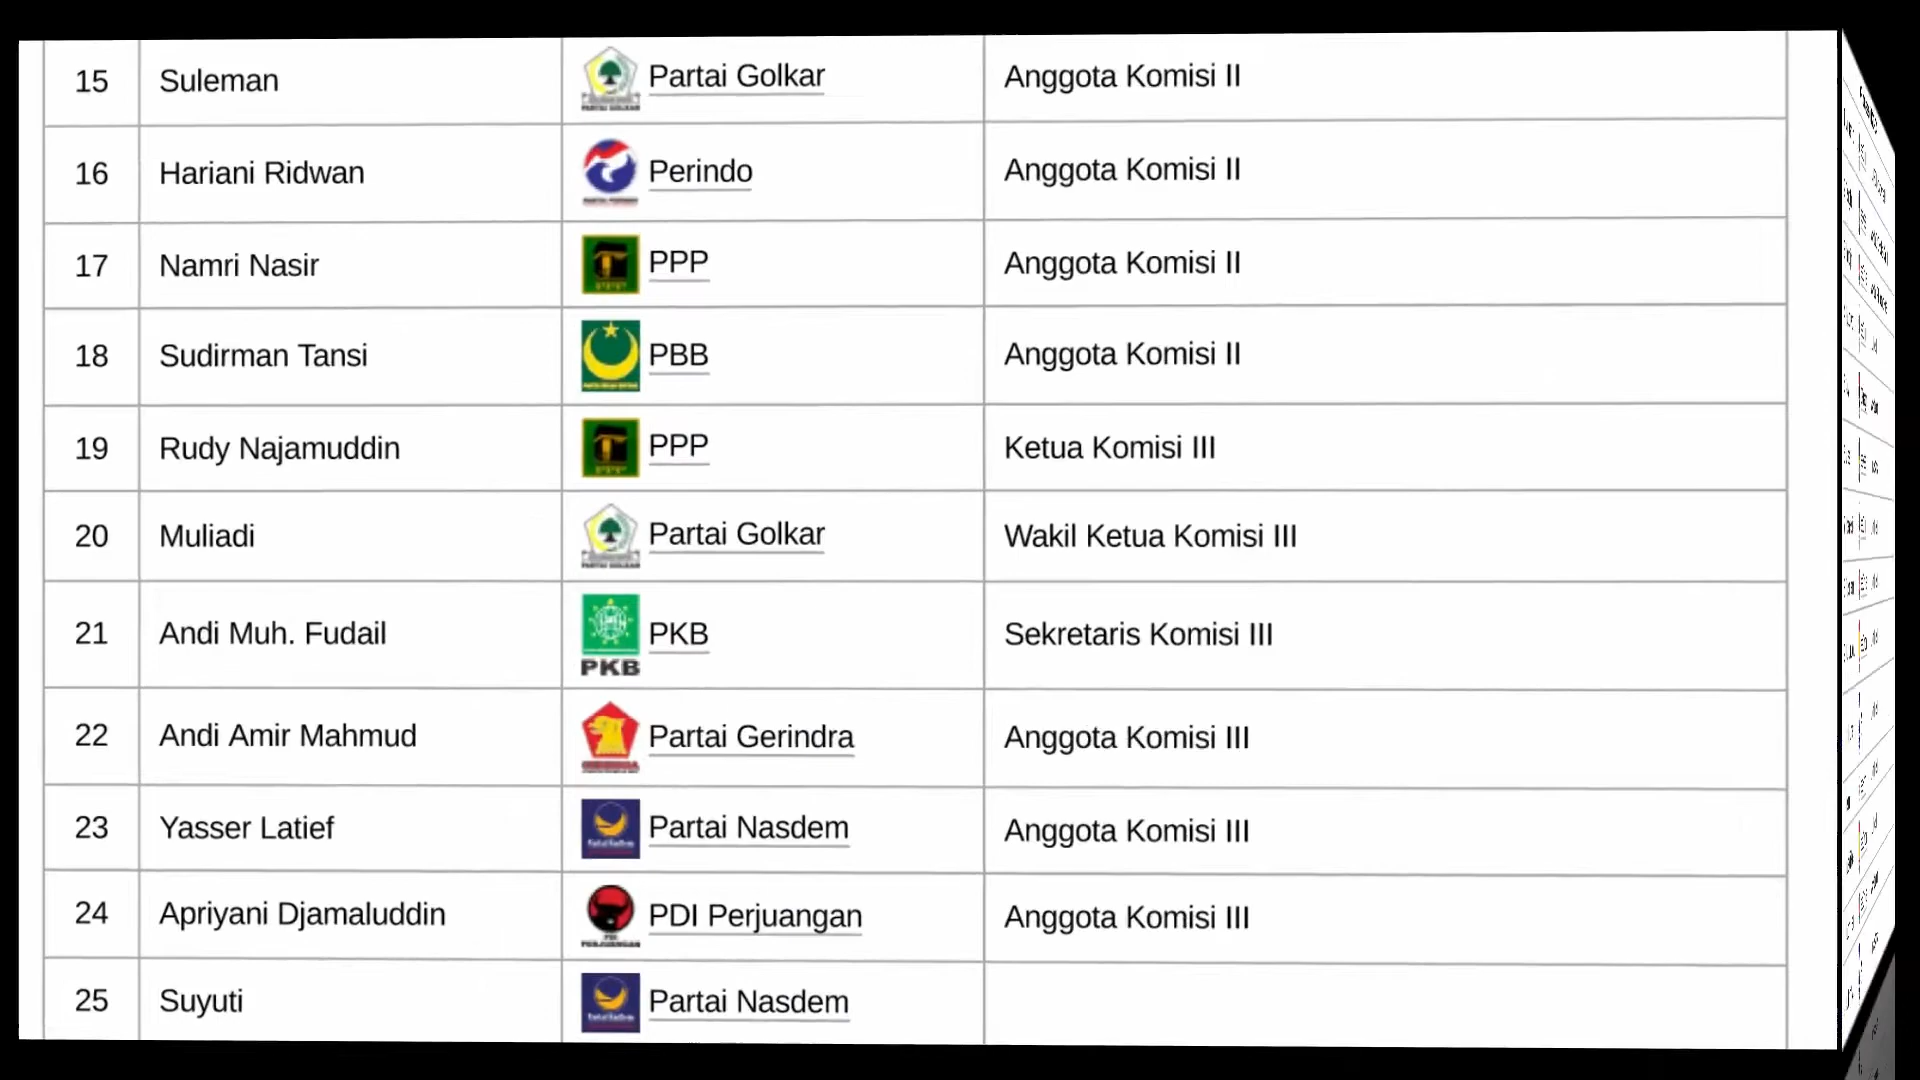 15 Suleman Partai Golkar Anggota Komisi II
16 Hariani Ridwan Perindo Anggota Komisi II
17 Namri Nasir PPP Anggota Komisi II
18 Sudirman Tansi PBB Anggota Komisi II
19 Rudy Najamuddin PPP Ketua Komisi III
20 Muliadi Partai Golkar Wakil Ketua Komisi III
21 Andi Muh. Fudail PKB PKB Sekretaris Komisi III
22 Andi Amir Mahmud Partai Gerindra Anggota Komisi III
23 Yasser Latief Partai Nasdem Anggota Komisi III
24 Apriyani Djamaluddin PDI Perjuangan Anggota Komisi III
25 Suyuti Partai Nasdem